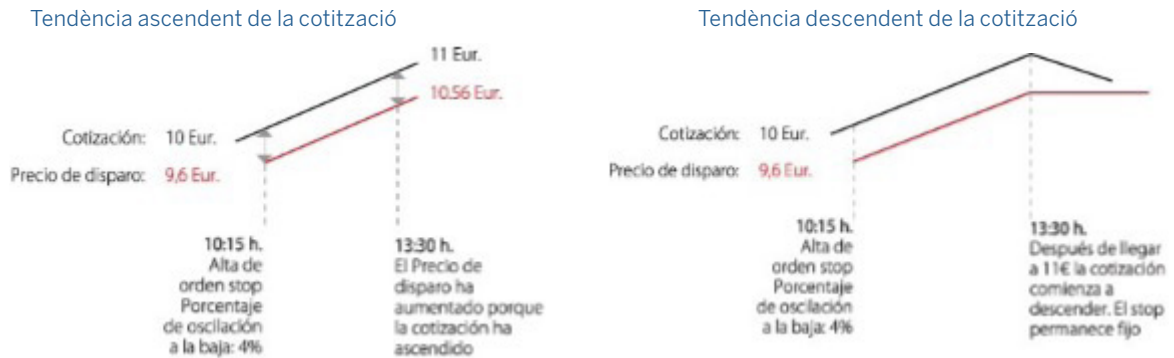 Tendència ascendent de la cotització
11 Eur.
10.56 Eur.
Cotización: 10 Eur.
Precio de disparo: 9,6 Eur.
10:15 h.
Alta de
orden stop
Porcentaje
de oscilación
a la baja: 4%
13:30 h.
El Precio de
disparo ha
aumentado porque
la cotización ha
ascendido
Tendència descendent de la cotització
Cotización: 10 Eur.
Precio de disparo: 9,6 Eur.
10:15 h.
Alta de
orden stop
Porcentaje
de oscilación
a la baja: 4%
13:30 h.
Después de llegar
a 11€ la cotización
comienza a
descender. El stop
permanece fijo